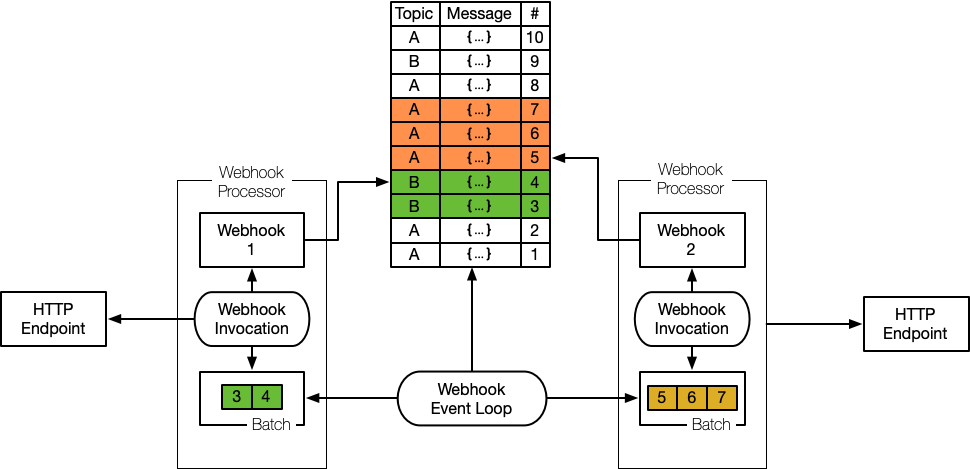 Topic Message #
A {...} 10
B {...} 9
A {...} 8
A {...} 7
A {...} 6
A {...} 5
B {...} 4
B {...} 3
A {...} 2
A {...} 1
Webhook
Processor
Webhook
1
HTTP
Endpoint
Webhook
Invocation
3 4
Batch
Webhook
Event Loop
Webhook
Processor
Webhook
2
Webhook
Invocation
HTTP
Endpoint
5 6 7
Batch